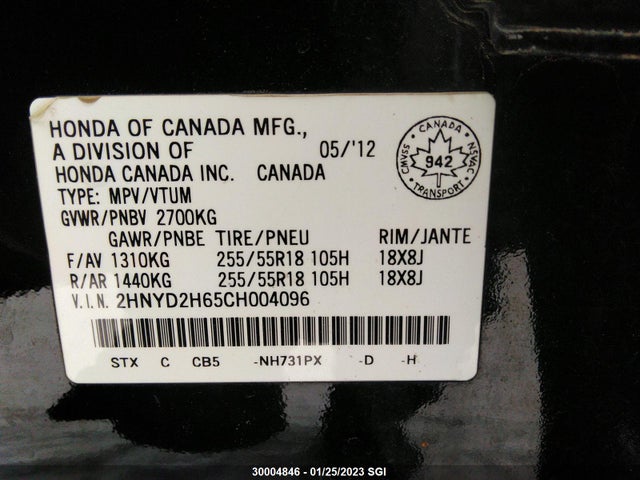 HONDA OF CANADA MFG.,
A DIVISION OF 05/'12
HONDA CANADA INC. CANADA
TYPE: MPV/VTUM
GVWR/PNBV 2700KG
GAWR/PNBE TIRE/PNEU RIM/JANTE
F/AV 1310KG 255/55R18 105H 18X8J
R/AR 1440KG 255/55R18 105H 18X8J
V.I.N. 2HNYD2H65CH004096
STX C CB5 -NH731PX -D -H
CANADA
CMVSS 942 NSVAC
TRANSPORT
30004846 - 01/25/2023 SGI